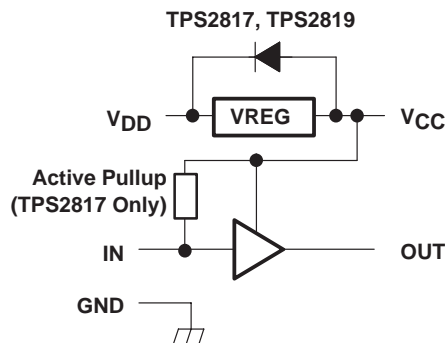 TPS2817, TPS2819
VDD
VREG
VCC
Active Pullup
(TPS2817 Only)
IN
OUT
GND